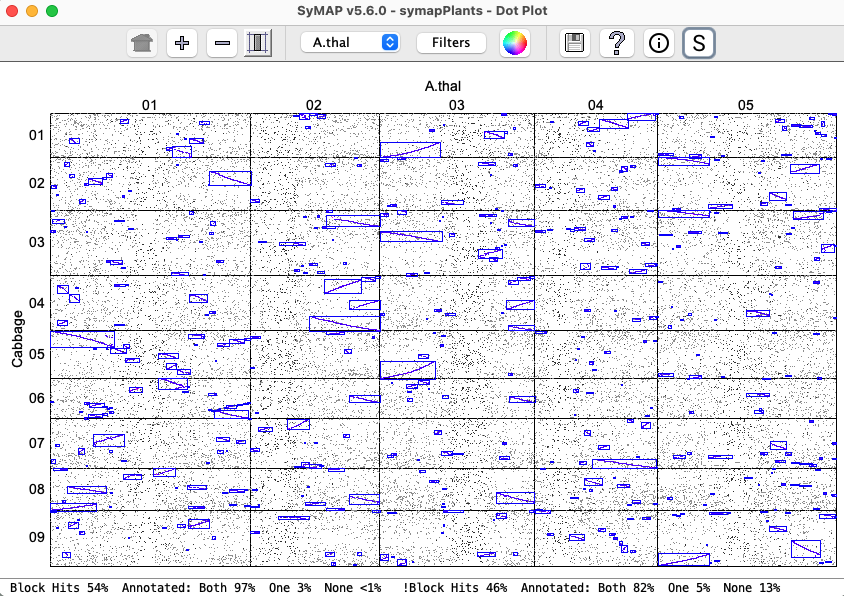 SyMAP v5.6.0 - symapPlants - Dot Plot
A.thal Filters ? S
A.thal
01 02 03 04 05
01
02
03
04
Cabbage
05
06
07
08
09
Block Hits 54% Annotated: Both 97% One 3% None <1% !Block Hits 46% Annotated: Both 82% One 5% None 13%